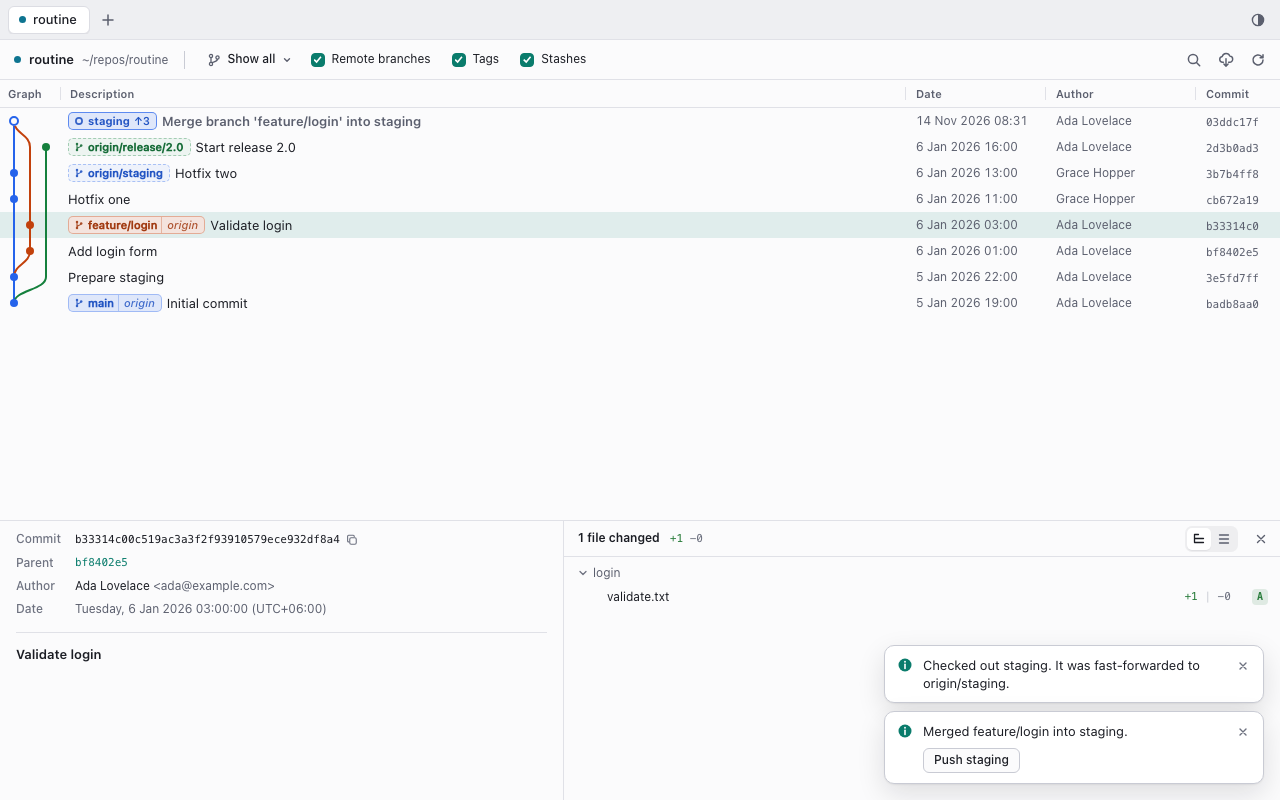 routine
routine ~/repos/routine Show all Remote branches Tags Stashes
Graph Description Date Author Commit
staging ↑3 Merge branch 'feature/login' into staging 14 Nov 2026 08:31 Ada Lovelace 03ddc17f
origin/release/2.0 Start release 2.0 6 Jan 2026 16:00 Ada Lovelace 2d3b0ad3
origin/staging Hotfix two 6 Jan 2026 13:00 Grace Hopper 3b7b4ff8
Hotfix one 6 Jan 2026 11:00 Grace Hopper cb672a19
feature/login origin Validate login 6 Jan 2026 03:00 Ada Lovelace b33314c0
Add login form 6 Jan 2026 01:00 Ada Lovelace bf8402e5
Prepare staging 5 Jan 2026 22:00 Ada Lovelace 3e5fd7ff
main origin Initial commit 5 Jan 2026 19:00 Ada Lovelace badb8aa0
Commit b33314c00c519ac3a3f2f93910579ece932df8a4
Parent bf8402e5
Author Ada Lovelace <ada@example.com>
Date Tuesday, 6 Jan 2026 03:00:00 (UTC+06:00)
Validate login
1 file changed +1 −0
login
validate.txt +1 | −0 A
Checked out staging. It was fast-forwarded to
origin/staging.
Merged feature/login into staging.
Push staging